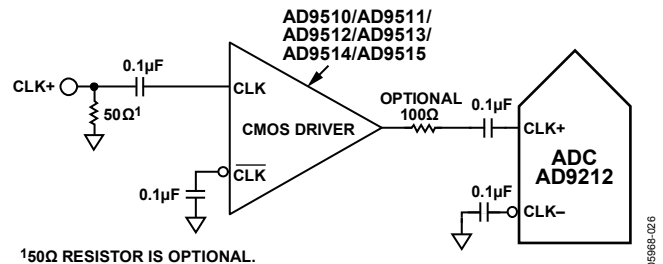 AD9510/AD9511/
AD9512/AD9513/
AD9514/AD9515
CLK+
0.1µF
50Ω¹
CLK
CMOS DRIVER
CLK
0.1µF
OPTIONAL
100Ω
0.1µF
CLK+
ADC
AD9212
0.1µF
CLK–
¹50Ω RESISTOR IS OPTIONAL.
05968-026